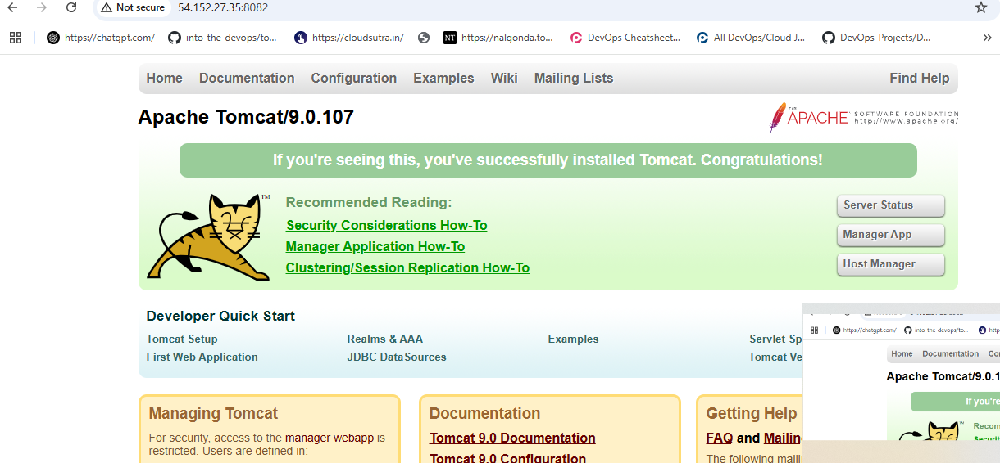 Not secure 54.152.27.35:8082
https://chatgpt.com/ into-the-devops/to... https://cloudsutra.in/ NT https://nalgonda.to... DevOps Cheatsheet... All DevOps/Cloud J... DevOps-Projects/D...
Home Documentation Configuration Examples Wiki Mailing Lists Find Help
Apache Tomcat/9.0.107
THE APACHE SOFTWARE FOUNDATION
http://www.apache.org/
If you're seeing this, you've successfully installed Tomcat. Congratulations!
TM
Recommended Reading:
Security Considerations How-To
Manager Application How-To
Clustering/Session Replication How-To
Server Status
Manager App
Host Manager
Developer Quick Start
Tomcat Setup
First Web Application
Realms & AAA
JDBC DataSources
Examples
Servlet Sp
Tomcat Ve
Managing Tomcat
For security, access to the manager webapp is
restricted. Users are defined in:
Documentation
Tomcat 9.0 Documentation
Tomcat 9.0 Configuration
Getting Help
FAQ and Mailin
The following mailin
https://chatgpt.com/ into-the-devops/to... http
Home Documentation Co
Apache Tomcat/9.0.1
If you're
TM
Recom
Securit